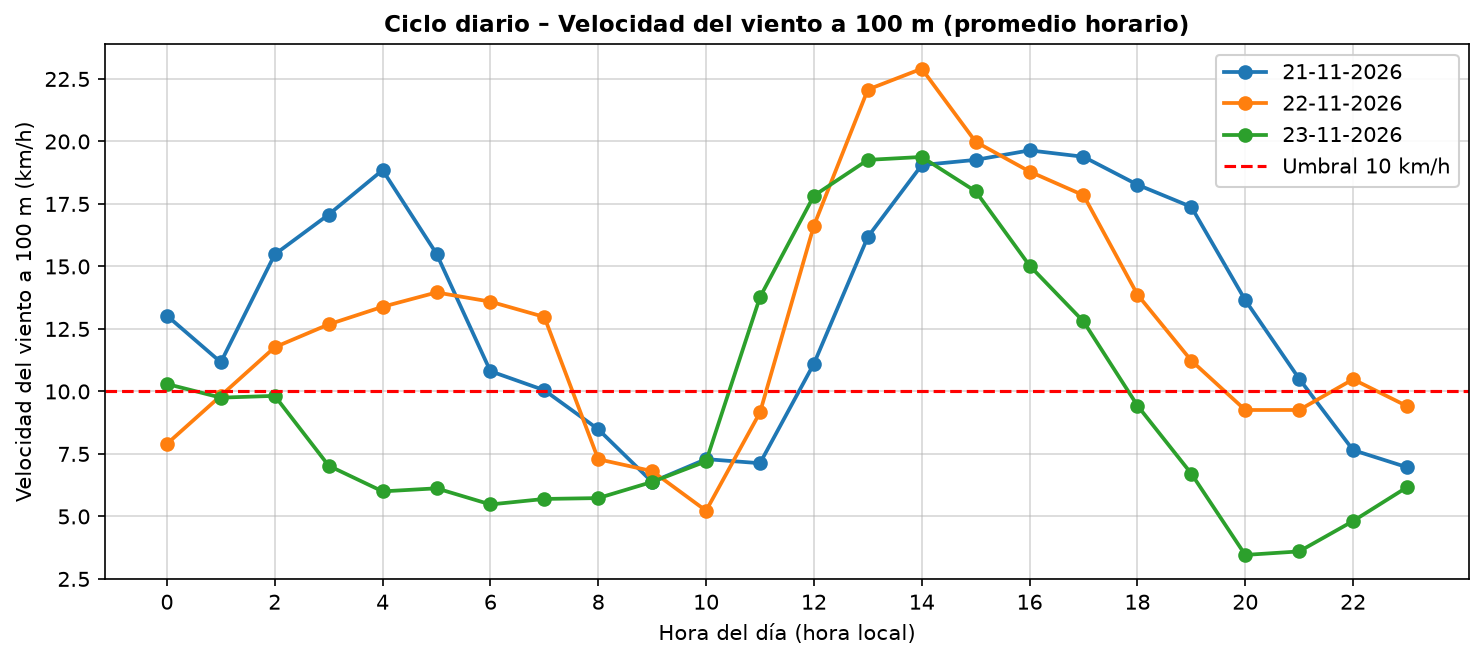 Ciclo diario – Velocidad del viento a 100 m (promedio horario)
Velocidad del viento a 100 m (km/h)
22.5
20.0
17.5
15.0
12.5
10.0
7.5
5.0
2.5
21-11-2026
22-11-2026
23-11-2026
Umbral 10 km/h
0 2 4 6 8 10 12 14 16 18 20 22
Hora del día (hora local)